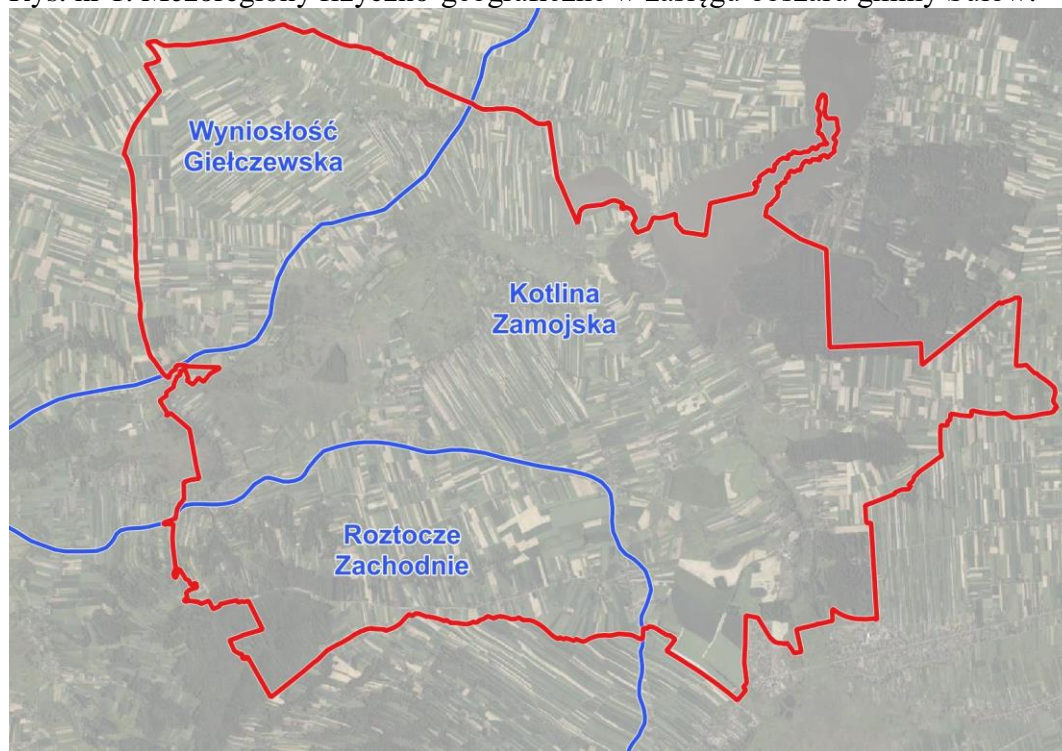 Rys. nr 1. Mezoregiony fizyczno-geograficzne w zasięgu obszaru gminy Sułów.
Wyniosłość
Giełczewska
Kotlina
Zamojska
Roztocze
Zachodnie